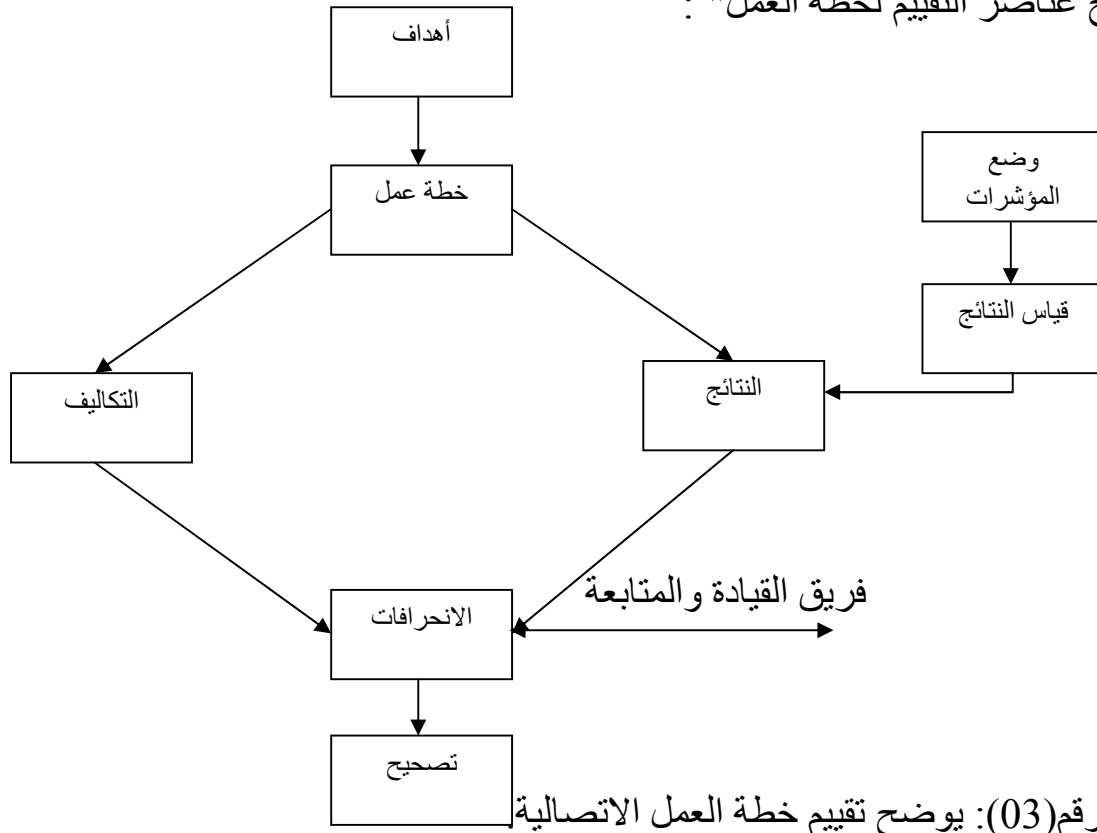 عناصر التقييم لخطة العمل" :
أهداف
وضع
المؤشرات
خطة عمل
قياس النتائج
النتائج
التكاليف
فريق القيادة والمتابعة
الانحرافات
تصحيح
رقم(03): يوضح تقييم خطة العمل الاتصالية.